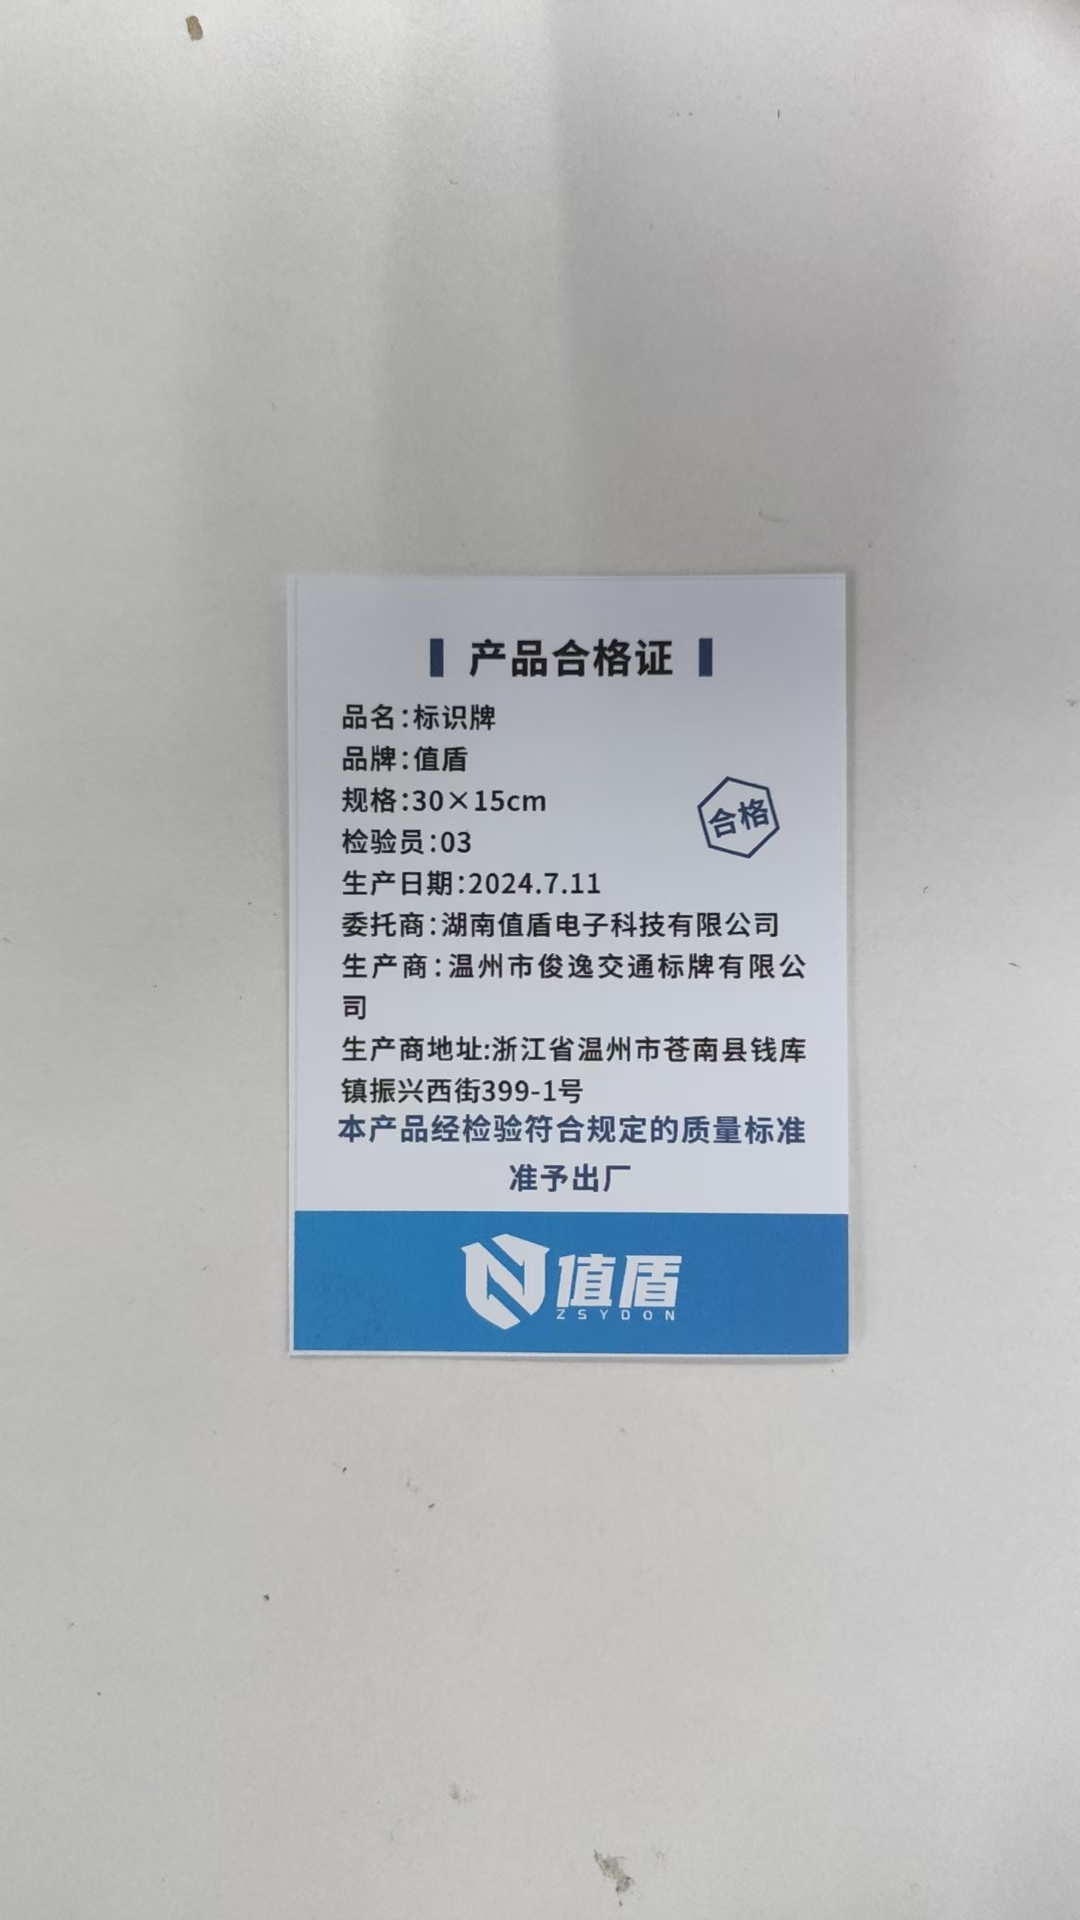 产品合格证
品名:标识牌
品牌:值盾
规格:30×15cm
合格
检验员:03
生产日期:2024.7.11
委托商:湖南值盾电子科技有限公司
生产商:温州市俊逸交通标牌有限公
司
生产商地址:浙江省温州市苍南县钱库
镇振兴西街399-1号
本产品经检验符合规定的质量标准
准予出厂
值盾
ZSYDON